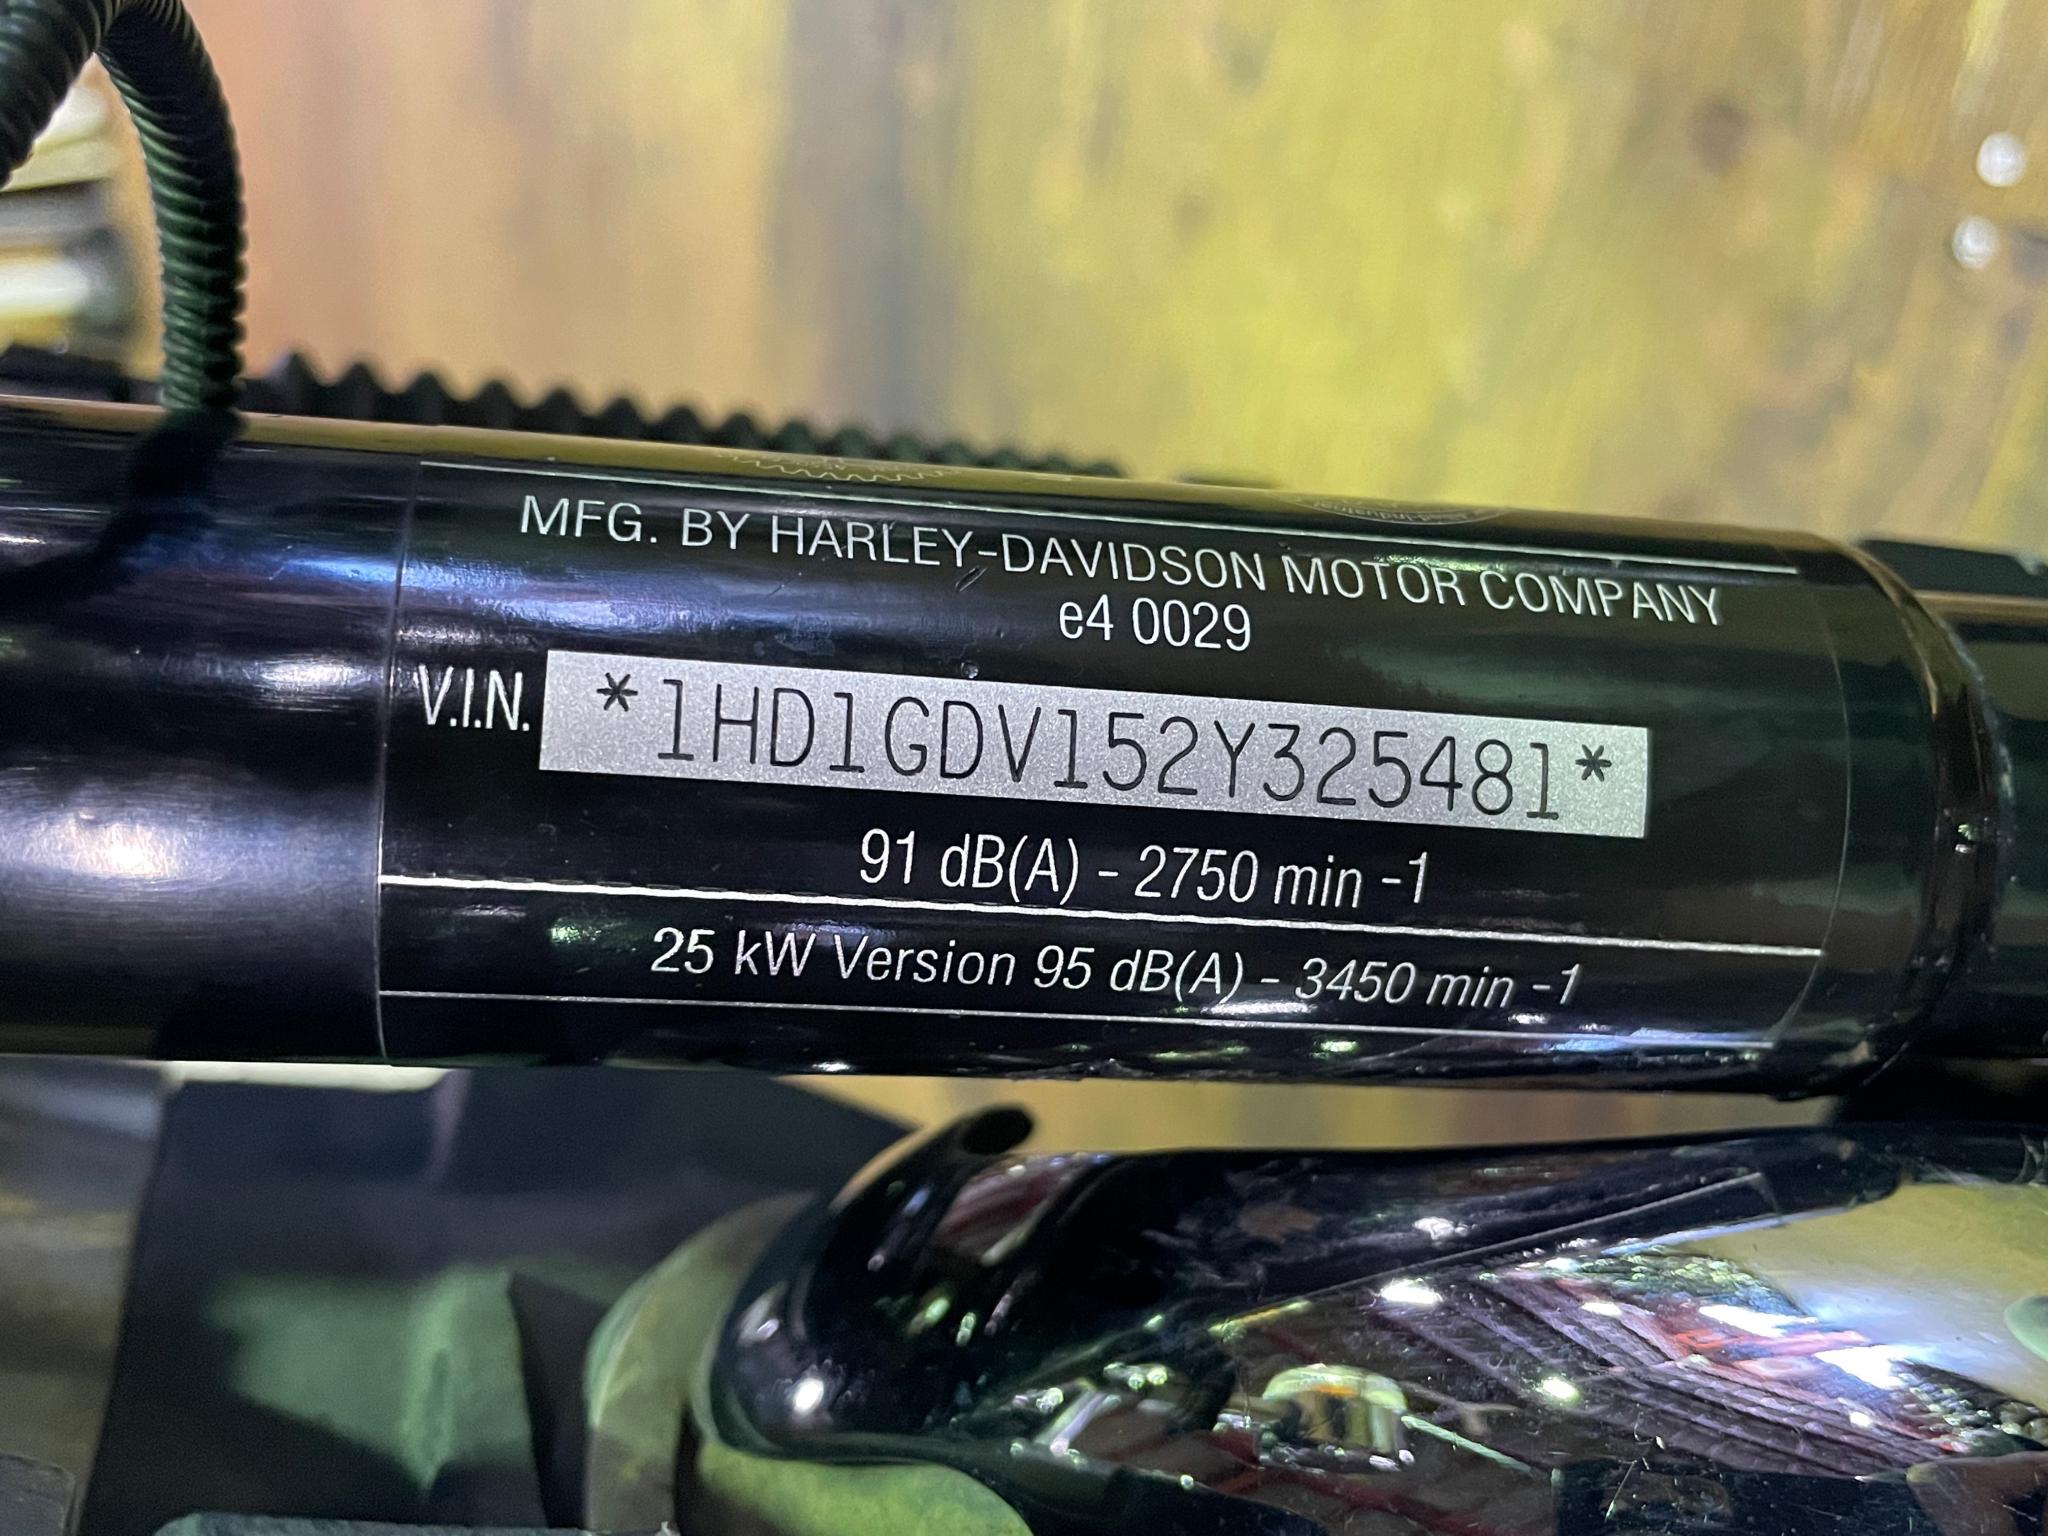 MFG. BY HARLEY-DAVIDSON MOTOR COMPANY
e4 0029
V.I.N. *1HD1GDV152Y325481*
91 dB(A) - 2750 min -1
25 kW Version 95 dB(A) - 3450 min -1